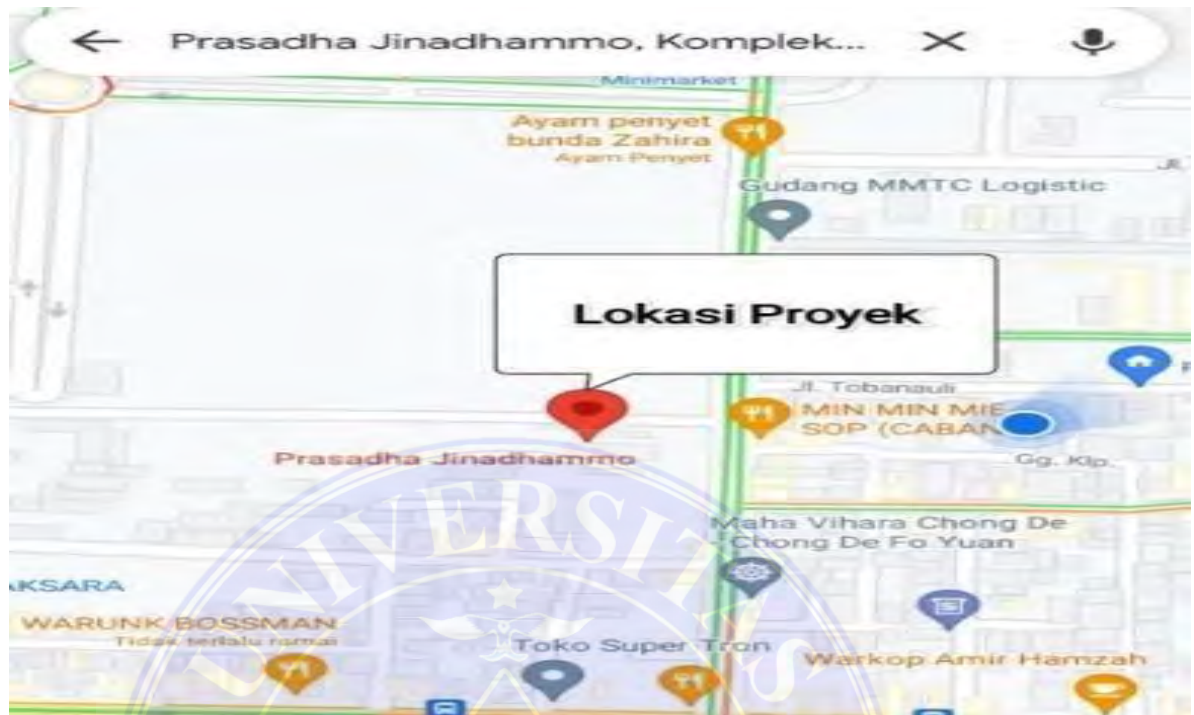 Prasadha Jinadhammo, Komplek...
Minimarket
Ayam penyet
bunda Zahira
Ayam Penyet
Gudang MMTC Logistic
Lokasi Proyek
Jl. Tobanauli
MIN MIN MIE
SOP (CABAN
Prasadha Jinadhammo
Gg. Klp.
Maha Vihara Chong De
Chong De Fo Yuan
AKSARA
WARUNK BOSSMAN
Tidak terlalu ramai
Toko Super Tron
Warkop Amir Hamzah
UNIVERSITAS